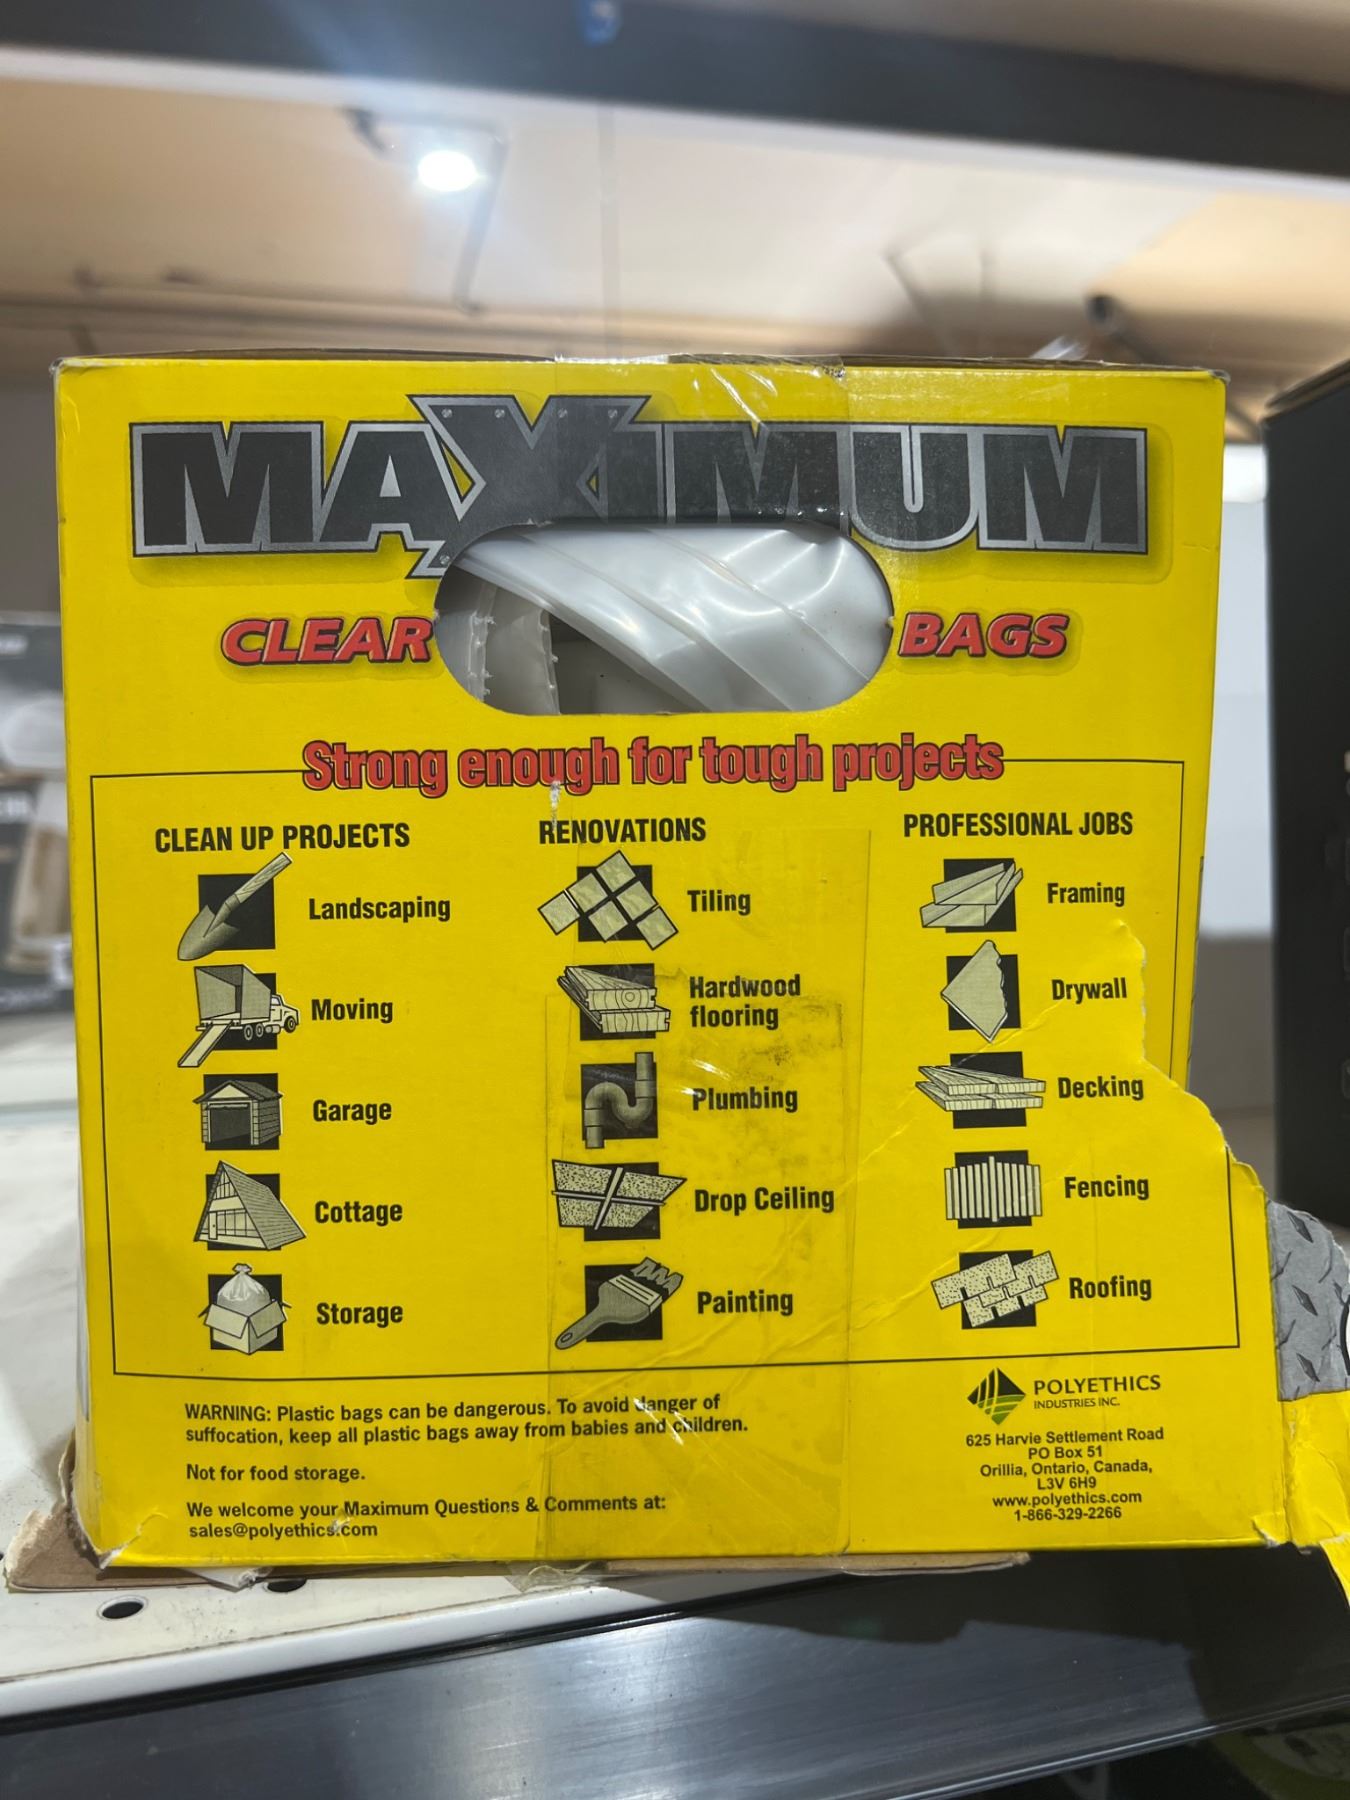 MAXIMUM
CLEAR BAGS
Strong enough for tough projects
CLEAN UP PROJECTS
Landscaping
Moving
Garage
Cottage
Storage
RENOVATIONS
Tiling
Hardwood
flooring
Plumbing
Drop Ceiling
Painting
PROFESSIONAL JOBS
Framing
Drywall
Decking
Fencing
Roofing
WARNING: Plastic bags can be dangerous. To avoid danger of
suffocation, keep all plastic bags away from babies and children.
Not for food storage.
We welcome your Maximum Questions & Comments at:
sales@polyethics.com
POLYETHICS
INDUSTRIES INC.
625 Harvie Settlement Road
PO Box 51
Orillia, Ontario, Canada,
L3V 6H9
www.polyethics.com
1-866-329-2266